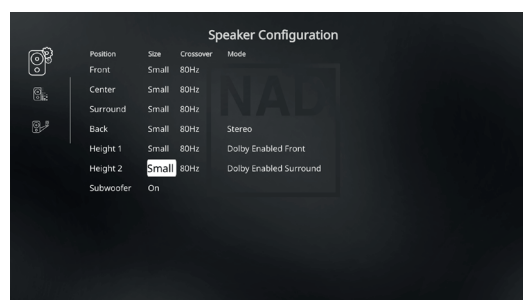 Speaker Configuration
Position Size Crossover Mode
Front Small 80Hz
Center Small 80Hz
Surround Small 80Hz
Back Small 80Hz Stereo
Height 1 Small 80Hz Dolby Enabled Front
Height 2 Small 80Hz Dolby Enabled Surround
Subwoofer On
NAD